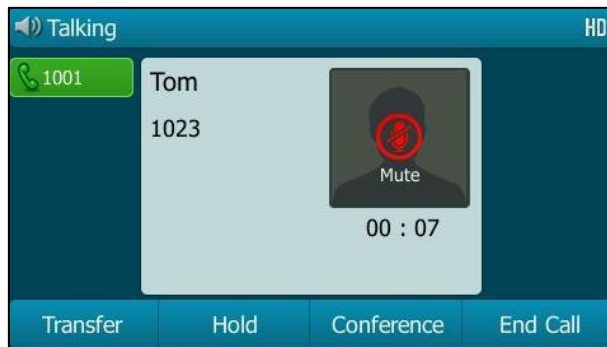 Talking
HD
1001
Tom
1023
Mute
00 : 07
Transfer Hold Conference End Call